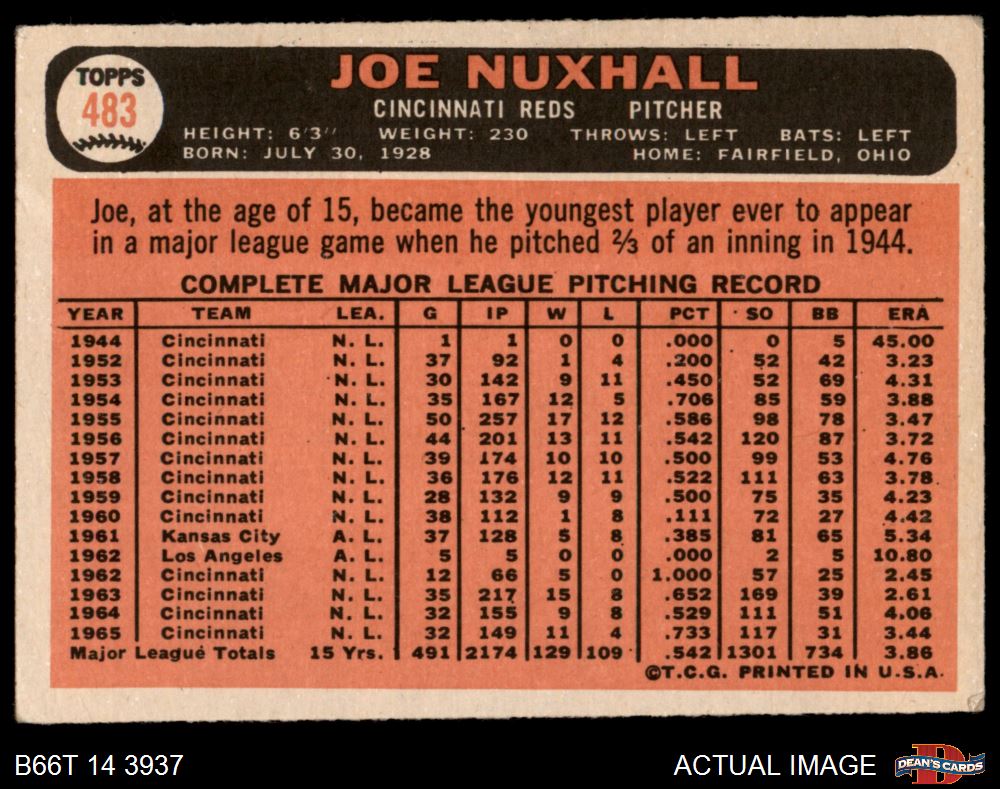 TOPPS
483
JOE NUXHALL
CINCINNATI REDS PITCHER
HEIGHT: 6'3" WEIGHT: 230 THROWS: LEFT BATS: LEFT
BORN: JULY 30, 1928 HOME: FAIRFIELD, OHIO
Joe, at the age of 15, became the youngest player ever to appear
in a major league game when he pitched ⅔ of an inning in 1944.
COMPLETE MAJOR LEAGUE PITCHING RECORD
YEAR TEAM LEA. G IP W L PCT SO BB ERA
1944 Cincinnati N. L. 1 1 0 0 .000 0 5 45.00
1952 Cincinnati N. L. 37 92 1 4 .200 52 42 3.23
1953 Cincinnati N. L. 30 142 9 11 .450 52 69 4.31
1954 Cincinnati N. L. 35 167 12 5 .706 85 59 3.88
1955 Cincinnati N. L. 50 257 17 12 .586 98 78 3.47
1956 Cincinnati N. L. 44 201 13 11 .542 120 87 3.72
1957 Cincinnati N. L. 39 174 10 10 .500 99 53 4.76
1958 Cincinnati N. L. 36 176 12 11 .522 111 63 3.78
1959 Cincinnati N. L. 28 132 9 9 .500 75 35 4.23
1960 Cincinnati N. L. 38 112 1 8 .111 72 27 4.42
1961 Kansas City A. L. 37 128 5 8 .385 81 65 5.34
1962 Los Angeles A. L. 5 5 0 0 .000 2 5 10.80
1962 Cincinnati N. L. 12 66 5 0 1.000 57 25 2.45
1963 Cincinnati N. L. 35 217 15 8 .652 169 39 2.61
1964 Cincinnati N. L. 32 155 9 8 .529 111 51 4.06
1965 Cincinnati N. L. 32 149 11 4 .733 117 31 3.44
Major League Totals 15 Yrs. 491 2174 129 109 .542 1301 734 3.86
©T.C.G. PRINTED IN U.S.A.
B66T 14 3937 ACTUAL IMAGE
DEAN'S CARDS